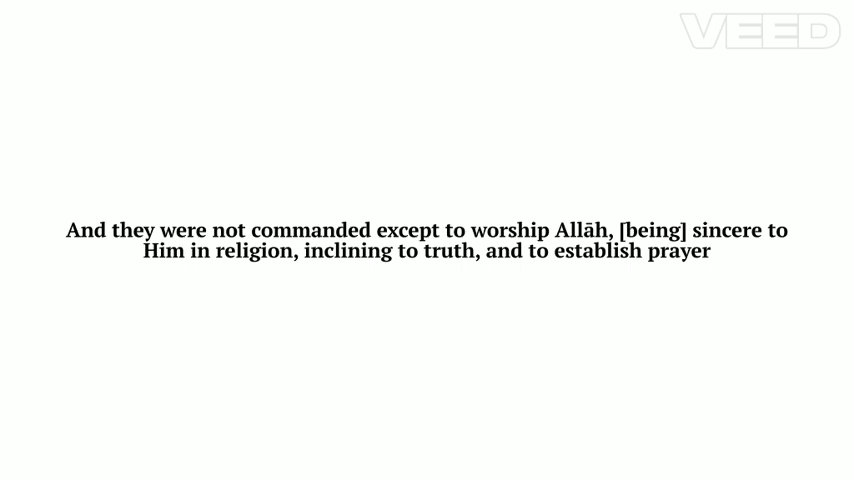 VEED
And they were not commanded except to worship Allāh, [being] sincere to
Him in religion, inclining to truth, and to establish prayer